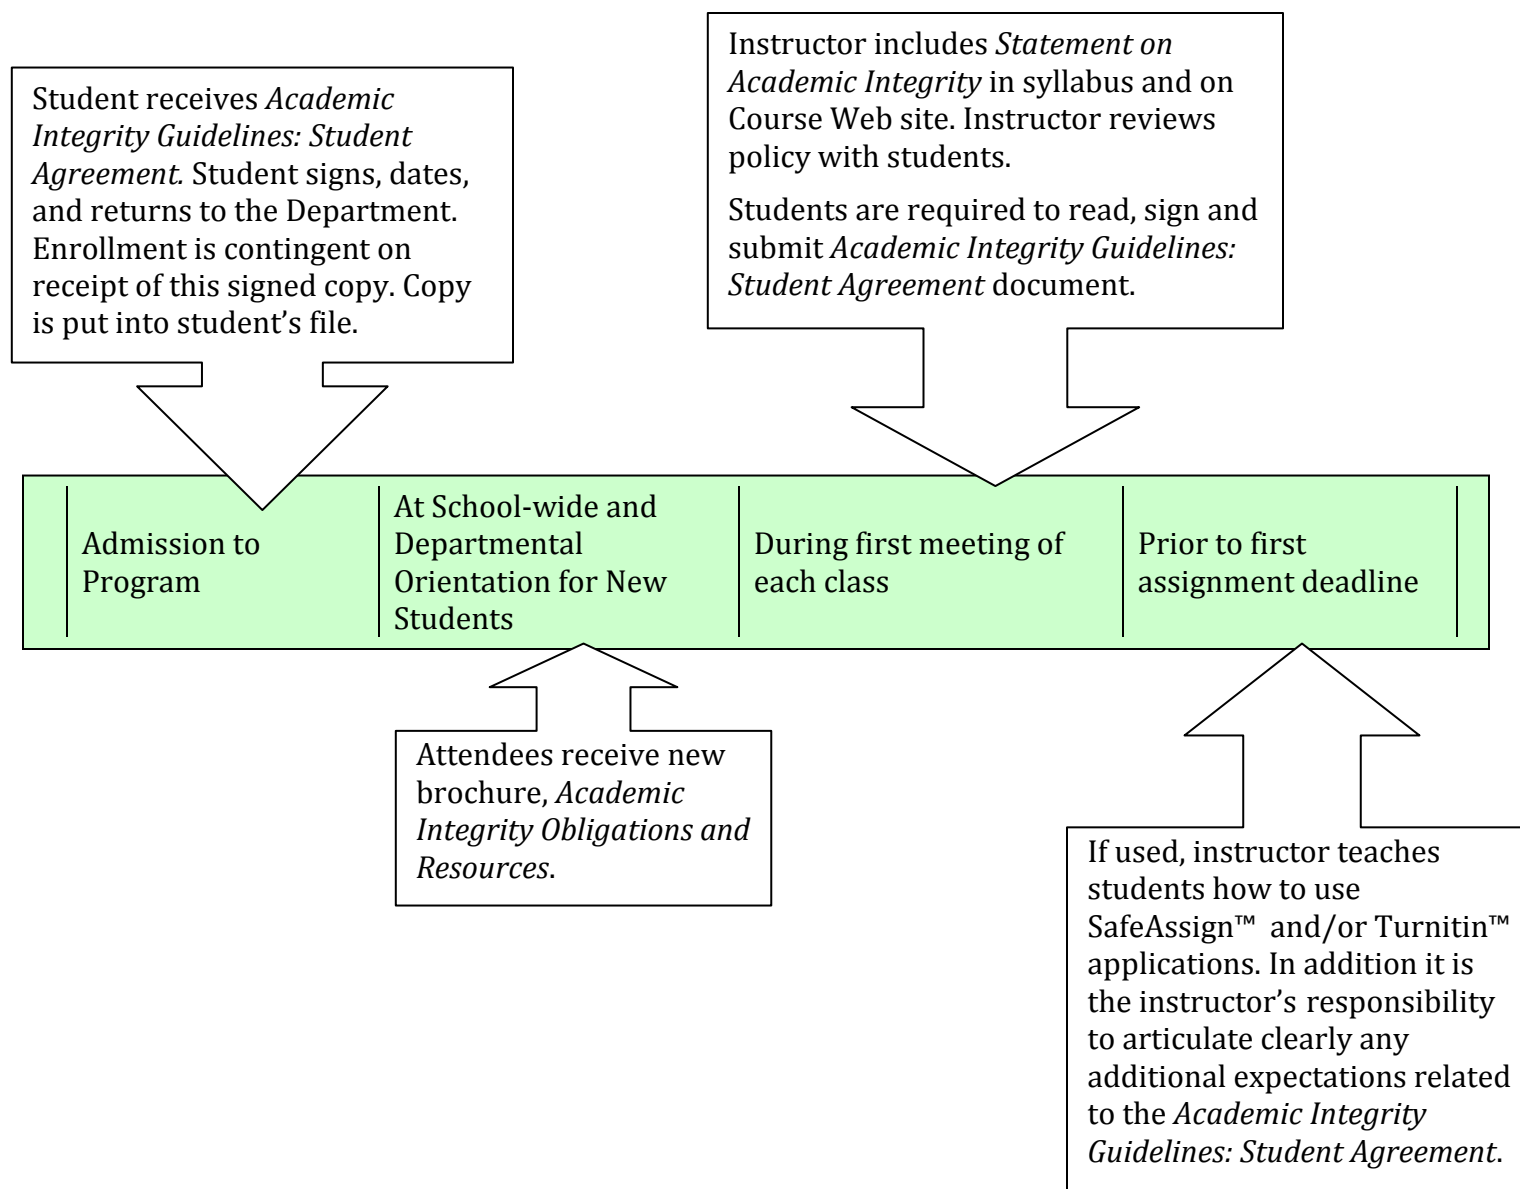 Student receives Academic
Integrity Guidelines: Student
Agreement. Student signs, dates,
and returns to the Department.
Enrollment is contingent on
receipt of this signed copy. Copy
is put into student’s file.
Instructor includes Statement on
Academic Integrity in syllabus and on
Course Web site. Instructor reviews
policy with students.
Students are required to read, sign and
submit Academic Integrity Guidelines:
Student Agreement document.
Admission to
Program
At School-wide and
Departmental
Orientation for New
Students
During first meeting of
each class
Prior to first
assignment deadline
Attendees receive new
brochure, Academic
Integrity Obligations and
Resources.
If used, instructor teaches
students how to use
SafeAssign™ and/or Turnitin™
applications. In addition it is
the instructor’s responsibility
to articulate clearly any
additional expectations related
to the Academic Integrity
Guidelines: Student Agreement.